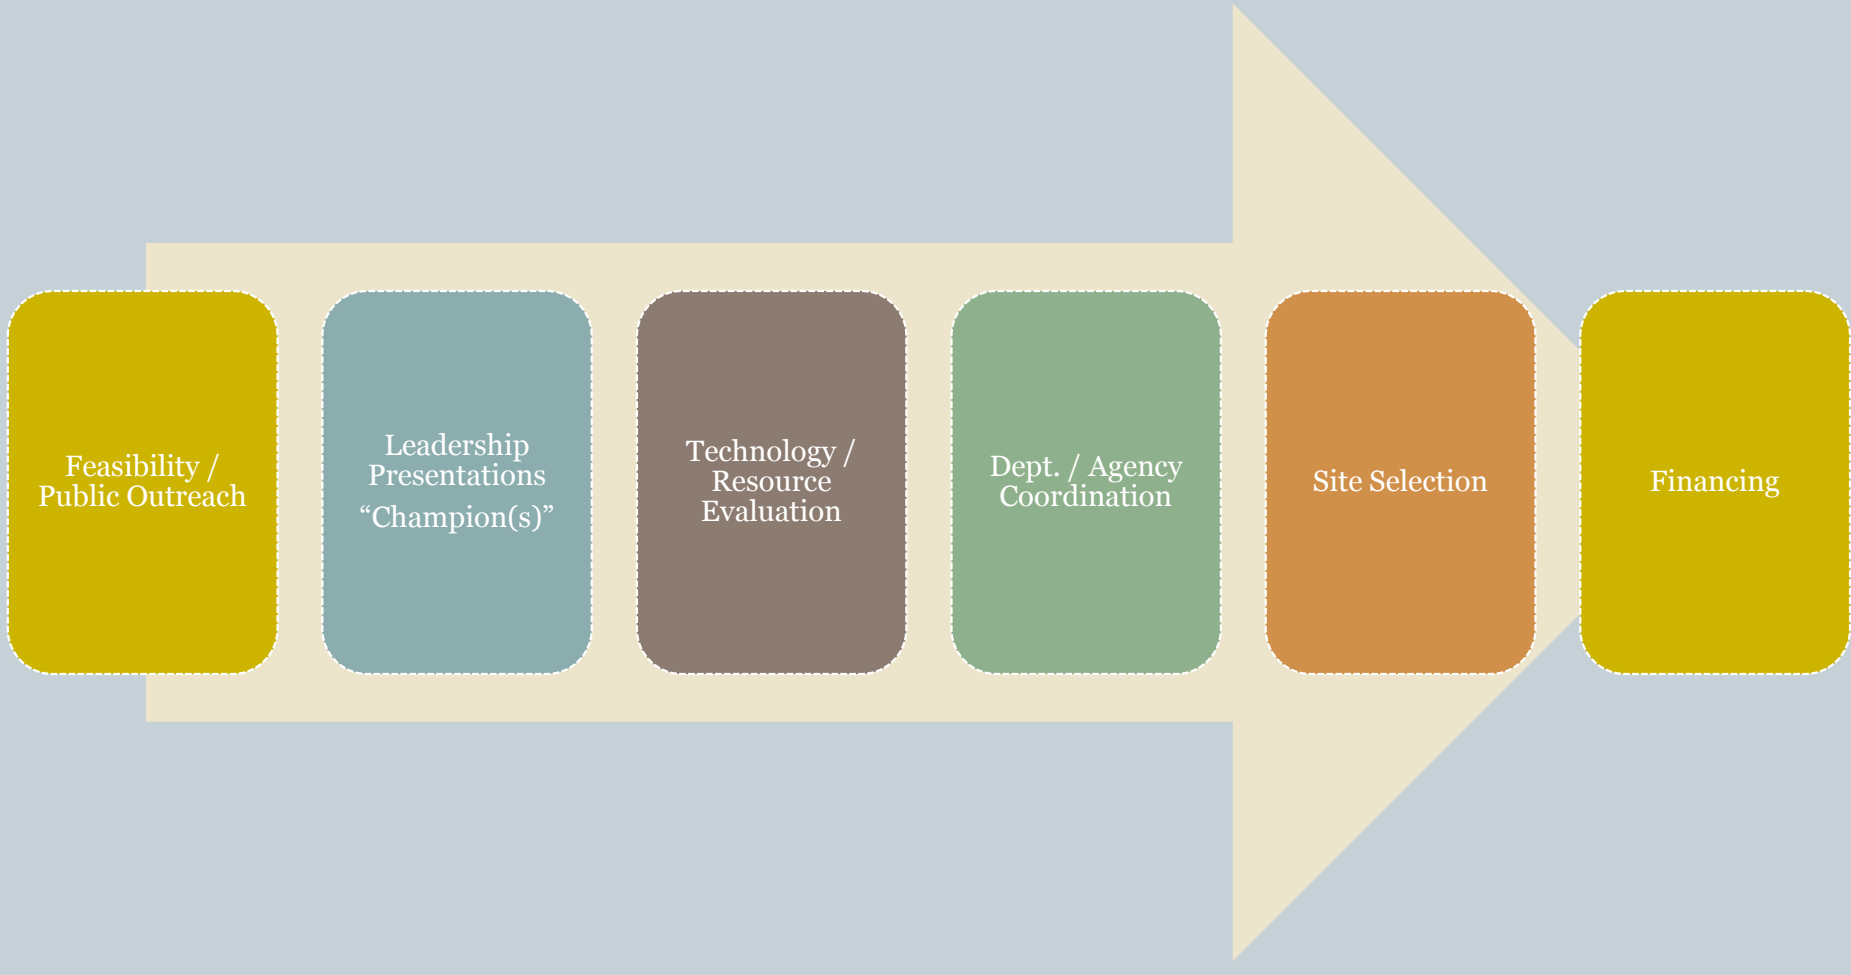 Feasibility /
Public Outreach
Leadership
Presentations
“Champion(s)”
Technology /
Resource
Evaluation
Dept. / Agency
Coordination
Site Selection
Financing